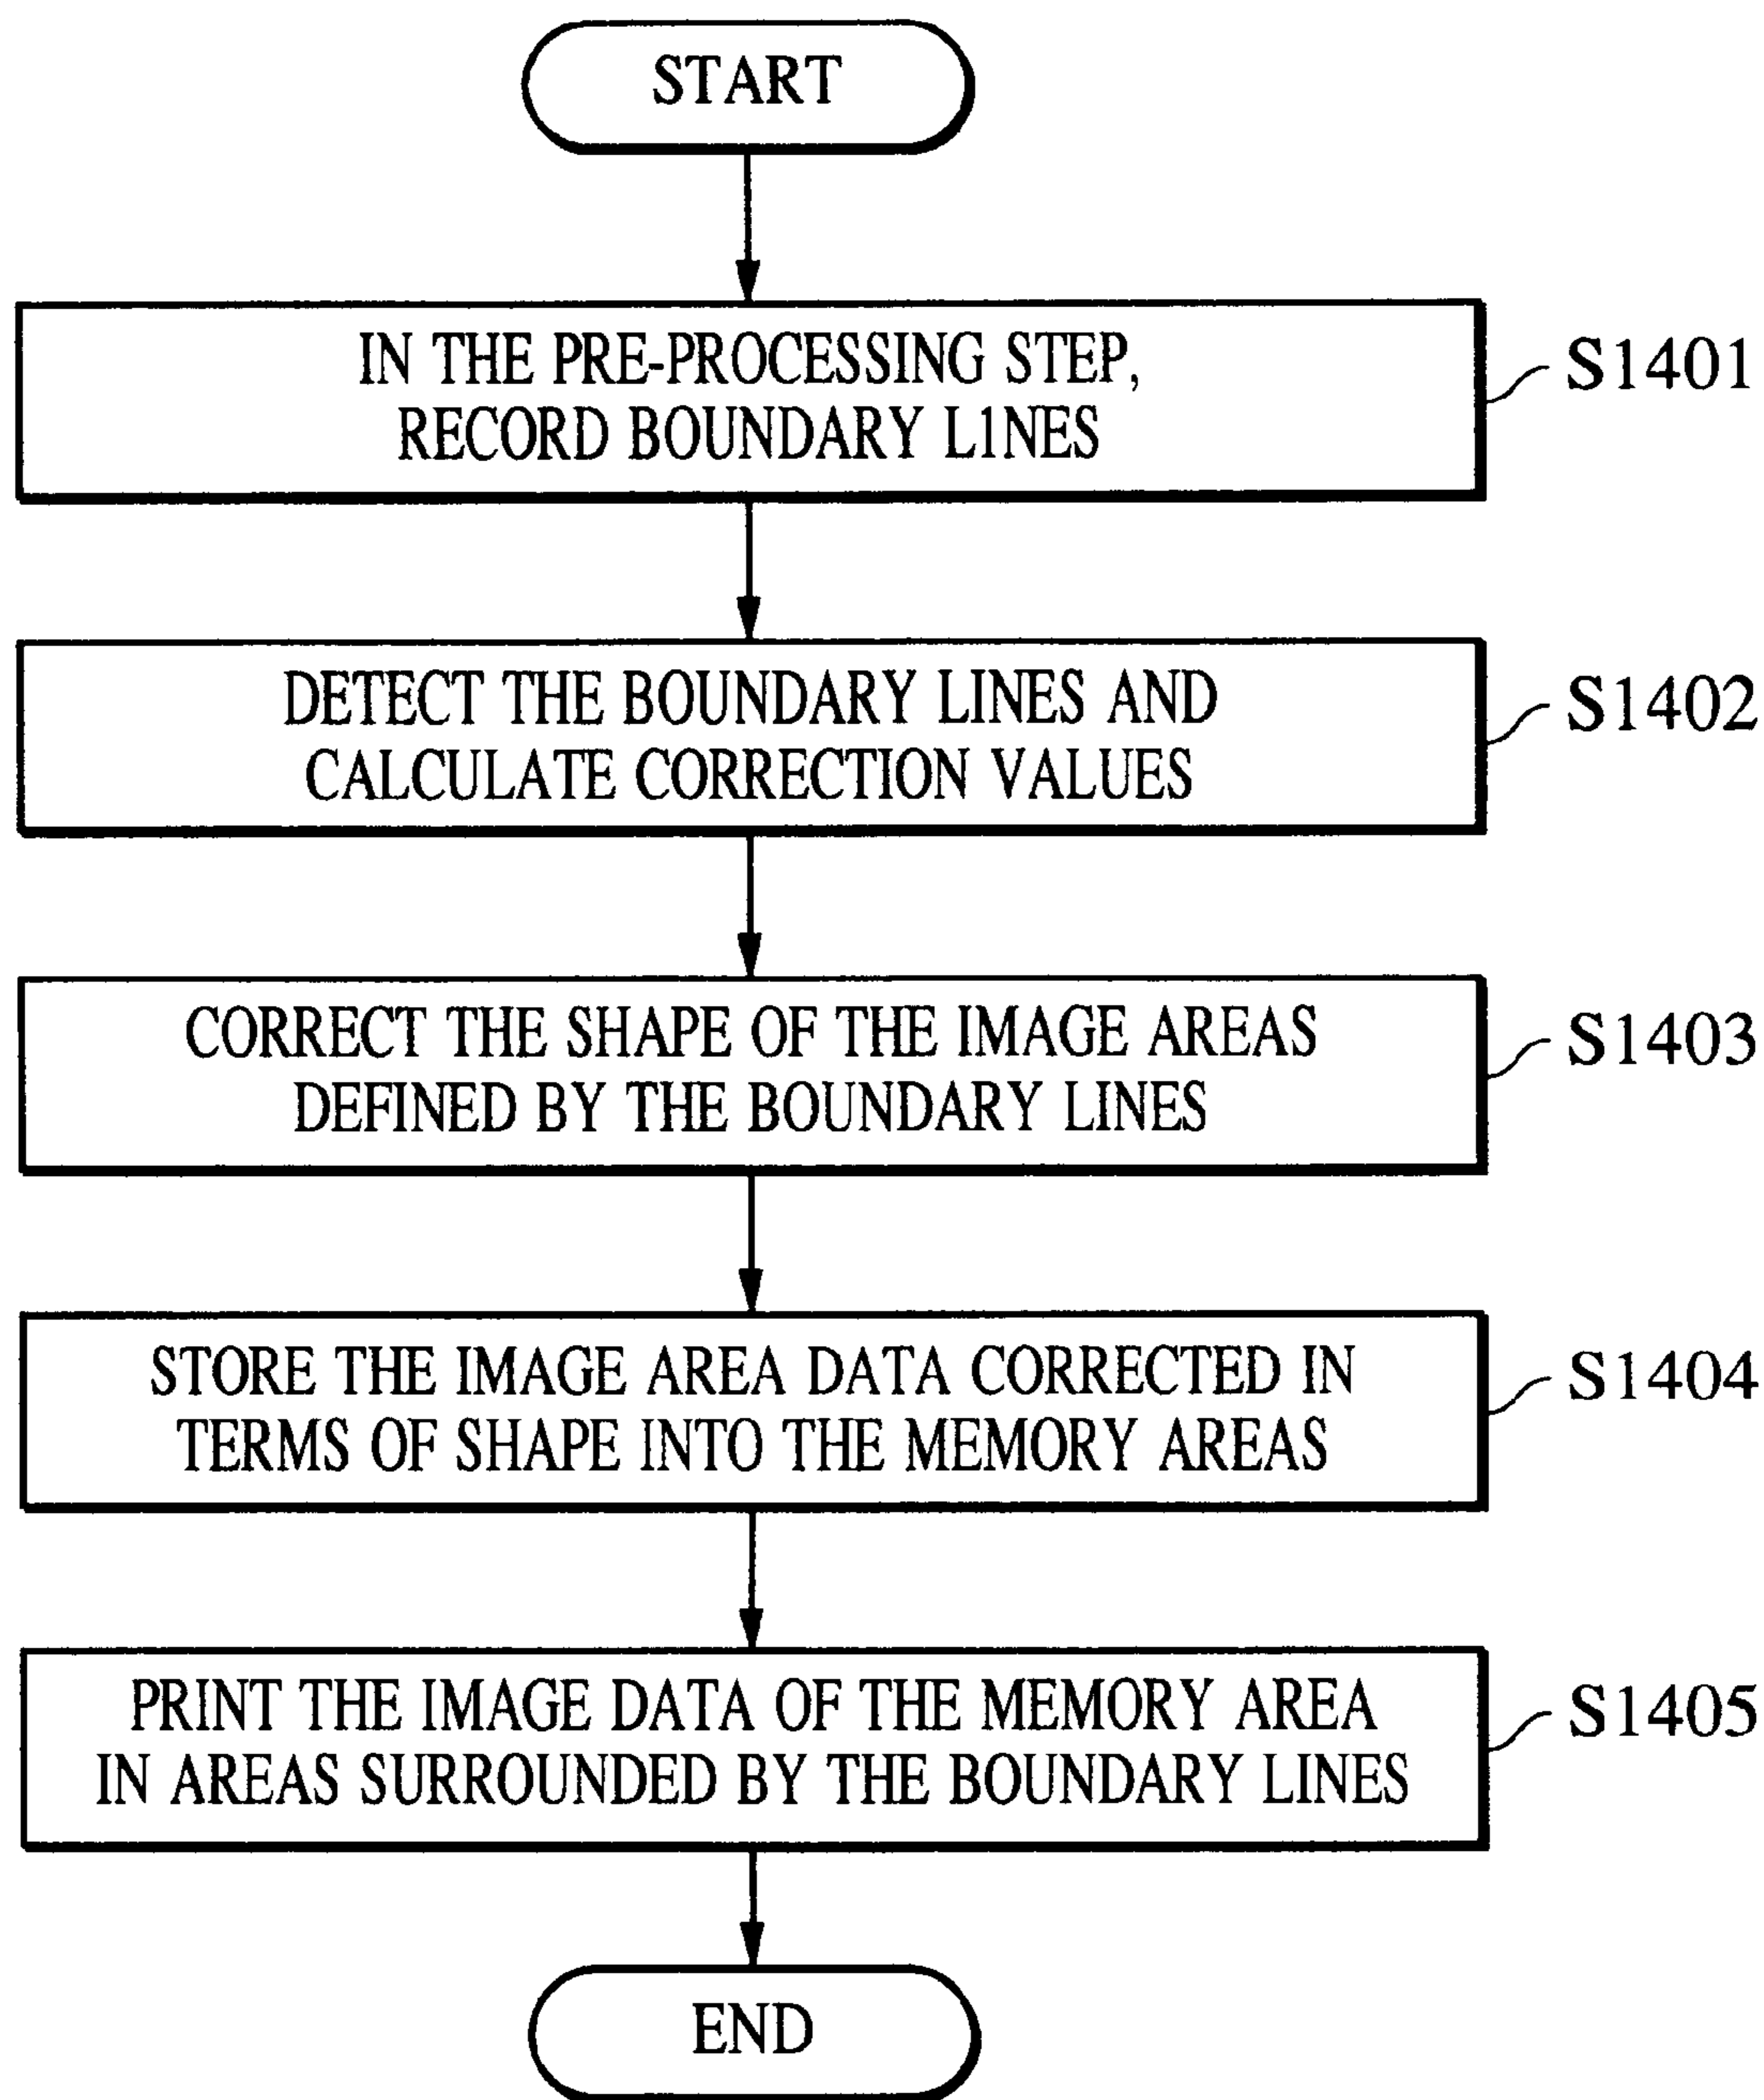 START
IN THE PRE-PROCESSING STEP,
RECORD BOUNDARY L1NES
S1401
DETECT THE BOUNDARY LINES AND
CALCULATE CORRECTION VALUES
S1402
CORRECT THE SHAPE OF THE IMAGE AREAS
DEFINED BY THE BOUNDARY LINES
S1403
STORE THE IMAGE AREA DATA CORRECTED IN
TERMS OF SHAPE INTO THE MEMORY AREAS
S1404
PRINT THE IMAGE DATA OF THE MEMORY AREA
IN AREAS SURROUNDED BY THE BOUNDARY LINES
S1405
END